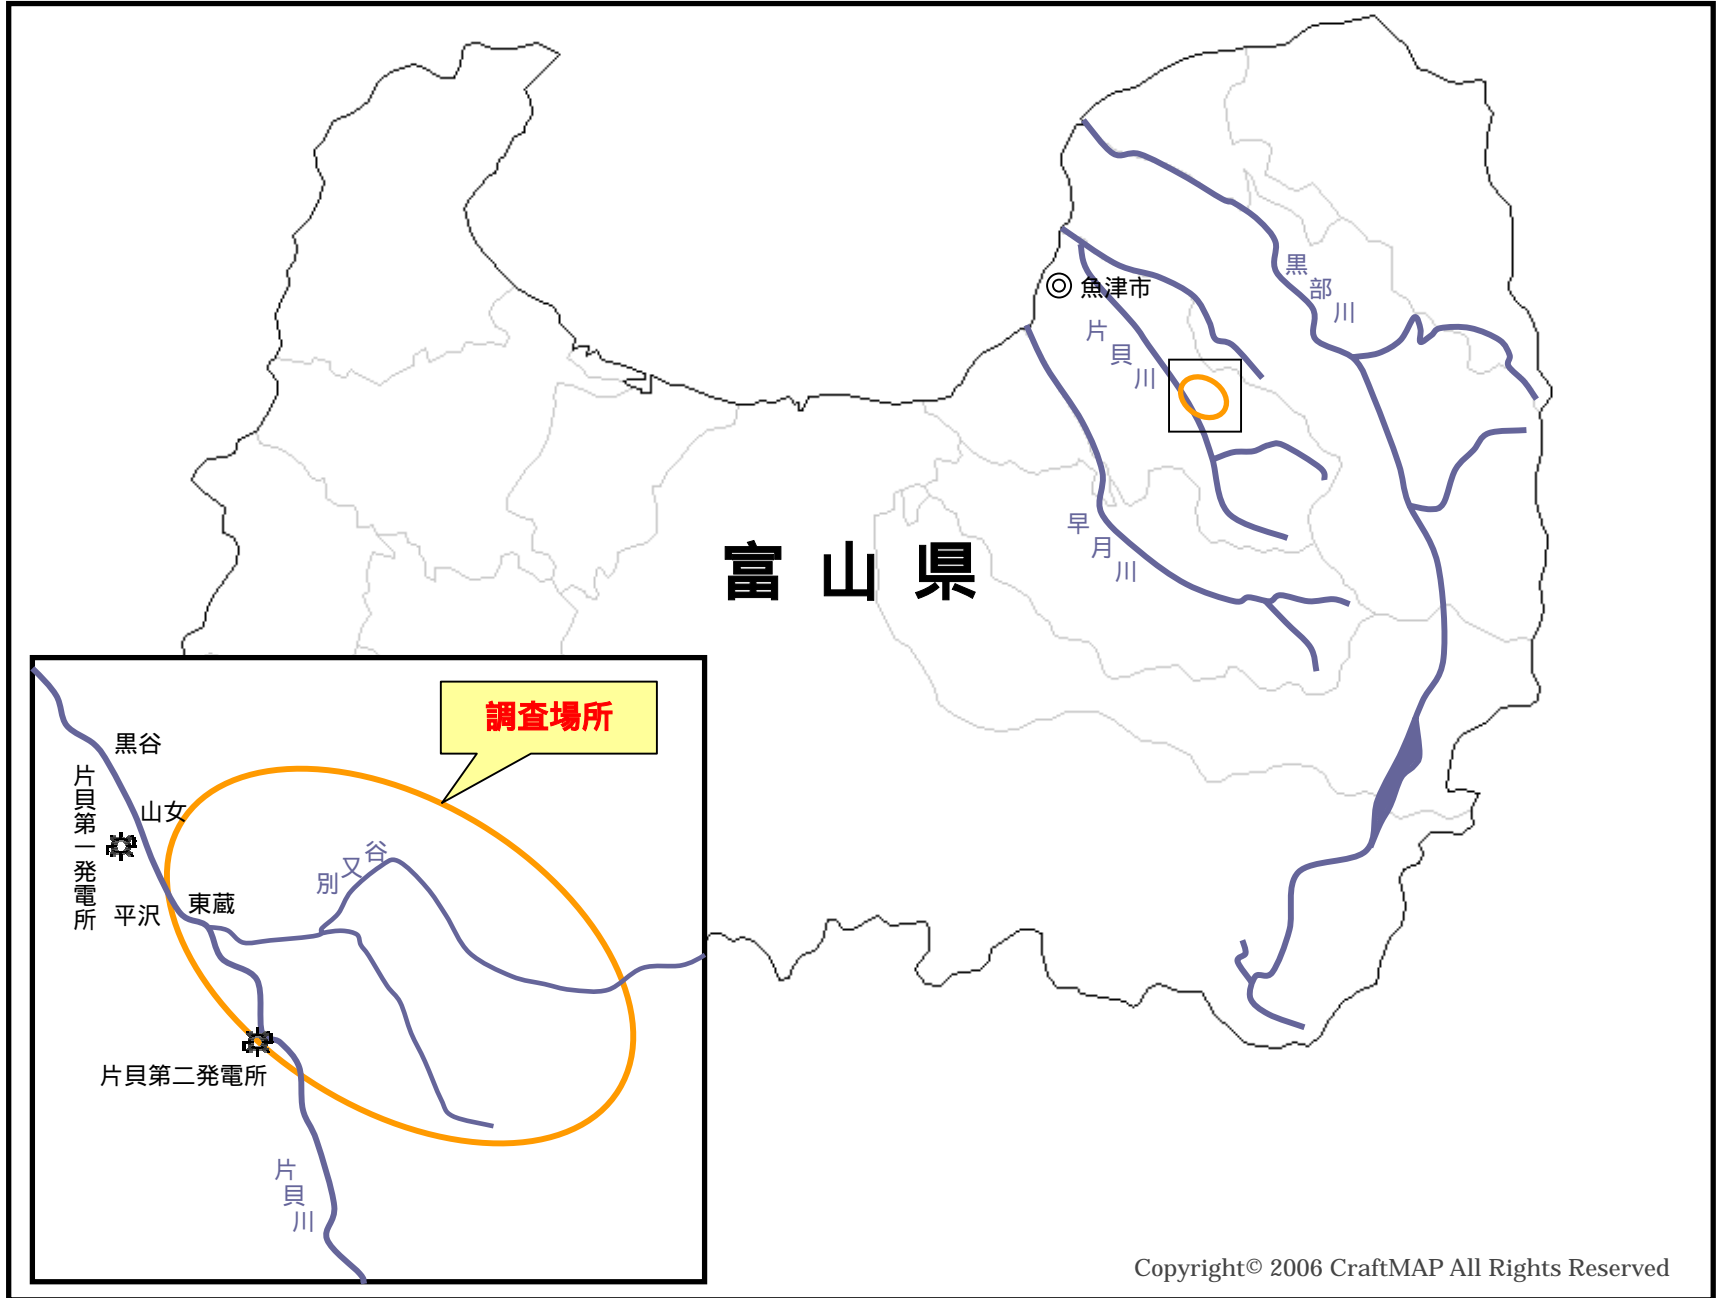 黒部川
魚津市
片貝川
早月川
富山県
調査場所
黒谷
片貝第一発電所
山女
別又谷
東蔵
平沢
片貝第二発電所
片貝川
Copyright© 2006 CraftMAP All Rights Reserved